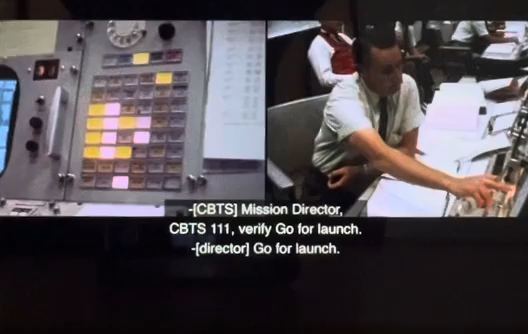 -[CBTS] Mission Director,
CBTS 111, verify Go for launch.
-[director] Go for launch.